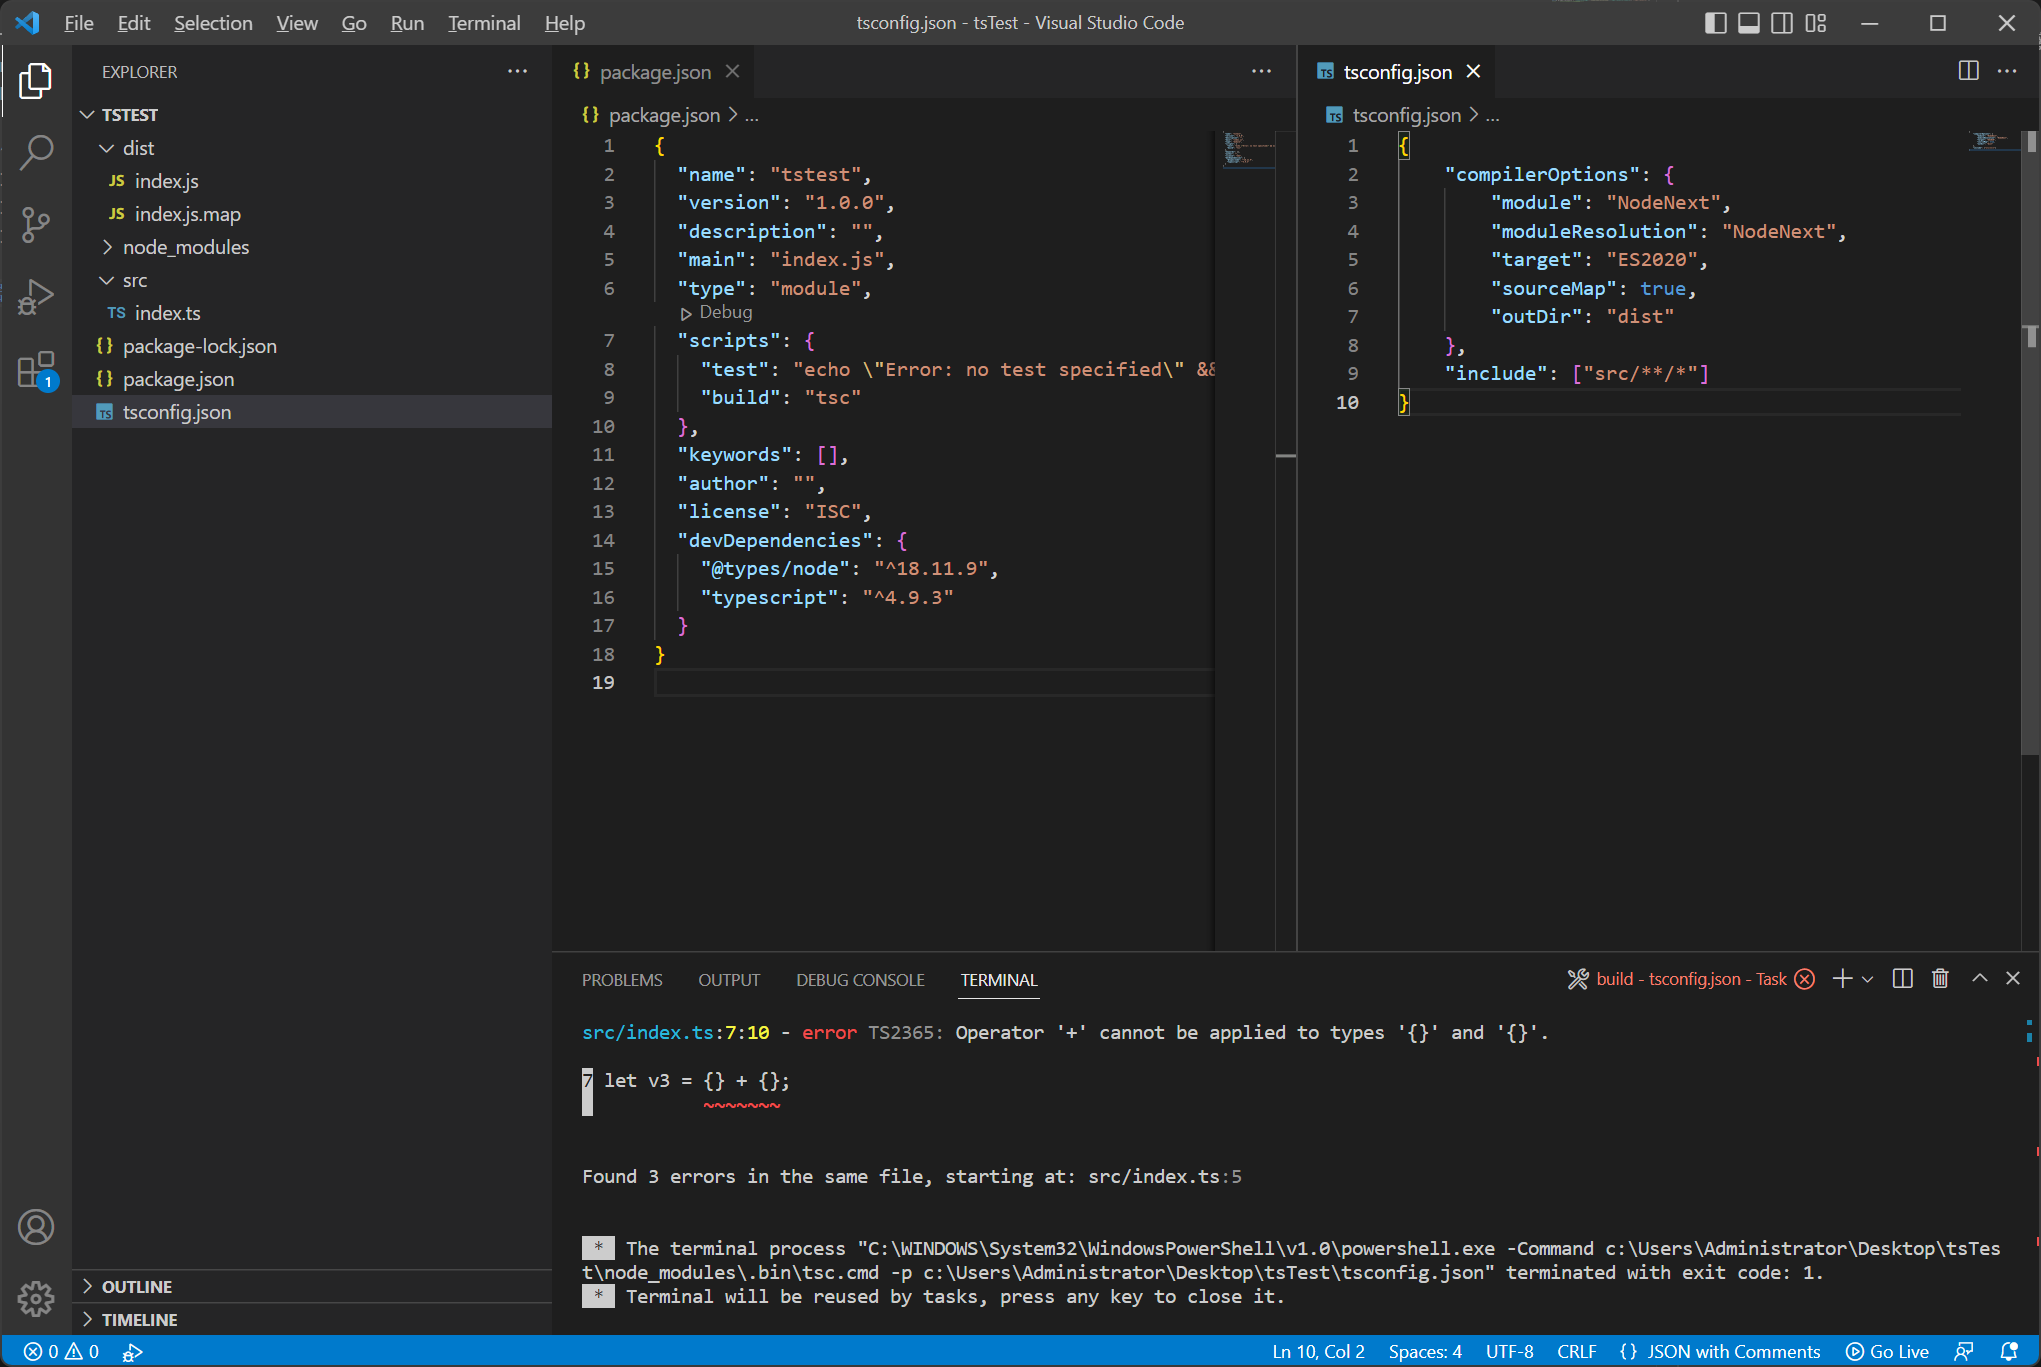 File Edit Selection View Go Run Terminal Help
tsconfig.json - tsTest - Visual Studio Code
EXPLORER
TSTEST
dist
JS index.js
JS index.js.map
node_modules
src
TS index.ts
{} package-lock.json
{} package.json
TS tsconfig.json
1
OUTLINE
TIMELINE
{} package.json
{} package.json > ...
1 {
2 "name": "tstest",
3 "version": "1.0.0",
4 "description": "",
5 "main": "index.js",
6 "type": "module",
Debug
7 "scripts": {
8 "test": "echo \"Error: no test specified\" &&
9 "build": "tsc"
10 },
11 "keywords": [],
12 "author": "",
13 "license": "ISC",
14 "devDependencies": {
15 "@types/node": "^18.11.9",
16 "typescript": "^4.9.3"
17 }
18 }
19
TS tsconfig.json
TS tsconfig.json > ...
1 {
2 "compilerOptions": {
3 "module": "NodeNext",
4 "moduleResolution": "NodeNext",
5 "target": "ES2020",
6 "sourceMap": true,
7 "outDir": "dist"
8 },
9 "include": ["src/**/*"]
10 }
PROBLEMS OUTPUT DEBUG CONSOLE TERMINAL
build - tsconfig.json - Task
src/index.ts:7:10 - error TS2365: Operator '+' cannot be applied to types '{}' and '{}'.
7 let v3 = {} + {};
~~~~~~~
Found 3 errors in the same file, starting at: src/index.ts:5
* The terminal process "C:\WINDOWS\System32\WindowsPowerShell\v1.0\powershell.exe -Command c:\Users\Administrator\Desktop\tsTes
t\node_modules\.bin\tsc.cmd -p c:\Users\Administrator\Desktop\tsTest\tsconfig.json" terminated with exit code: 1.
* Terminal will be reused by tasks, press any key to close it.
0 0
Ln 10, Col 2 Spaces: 4 UTF-8 CRLF {} JSON with Comments Go Live